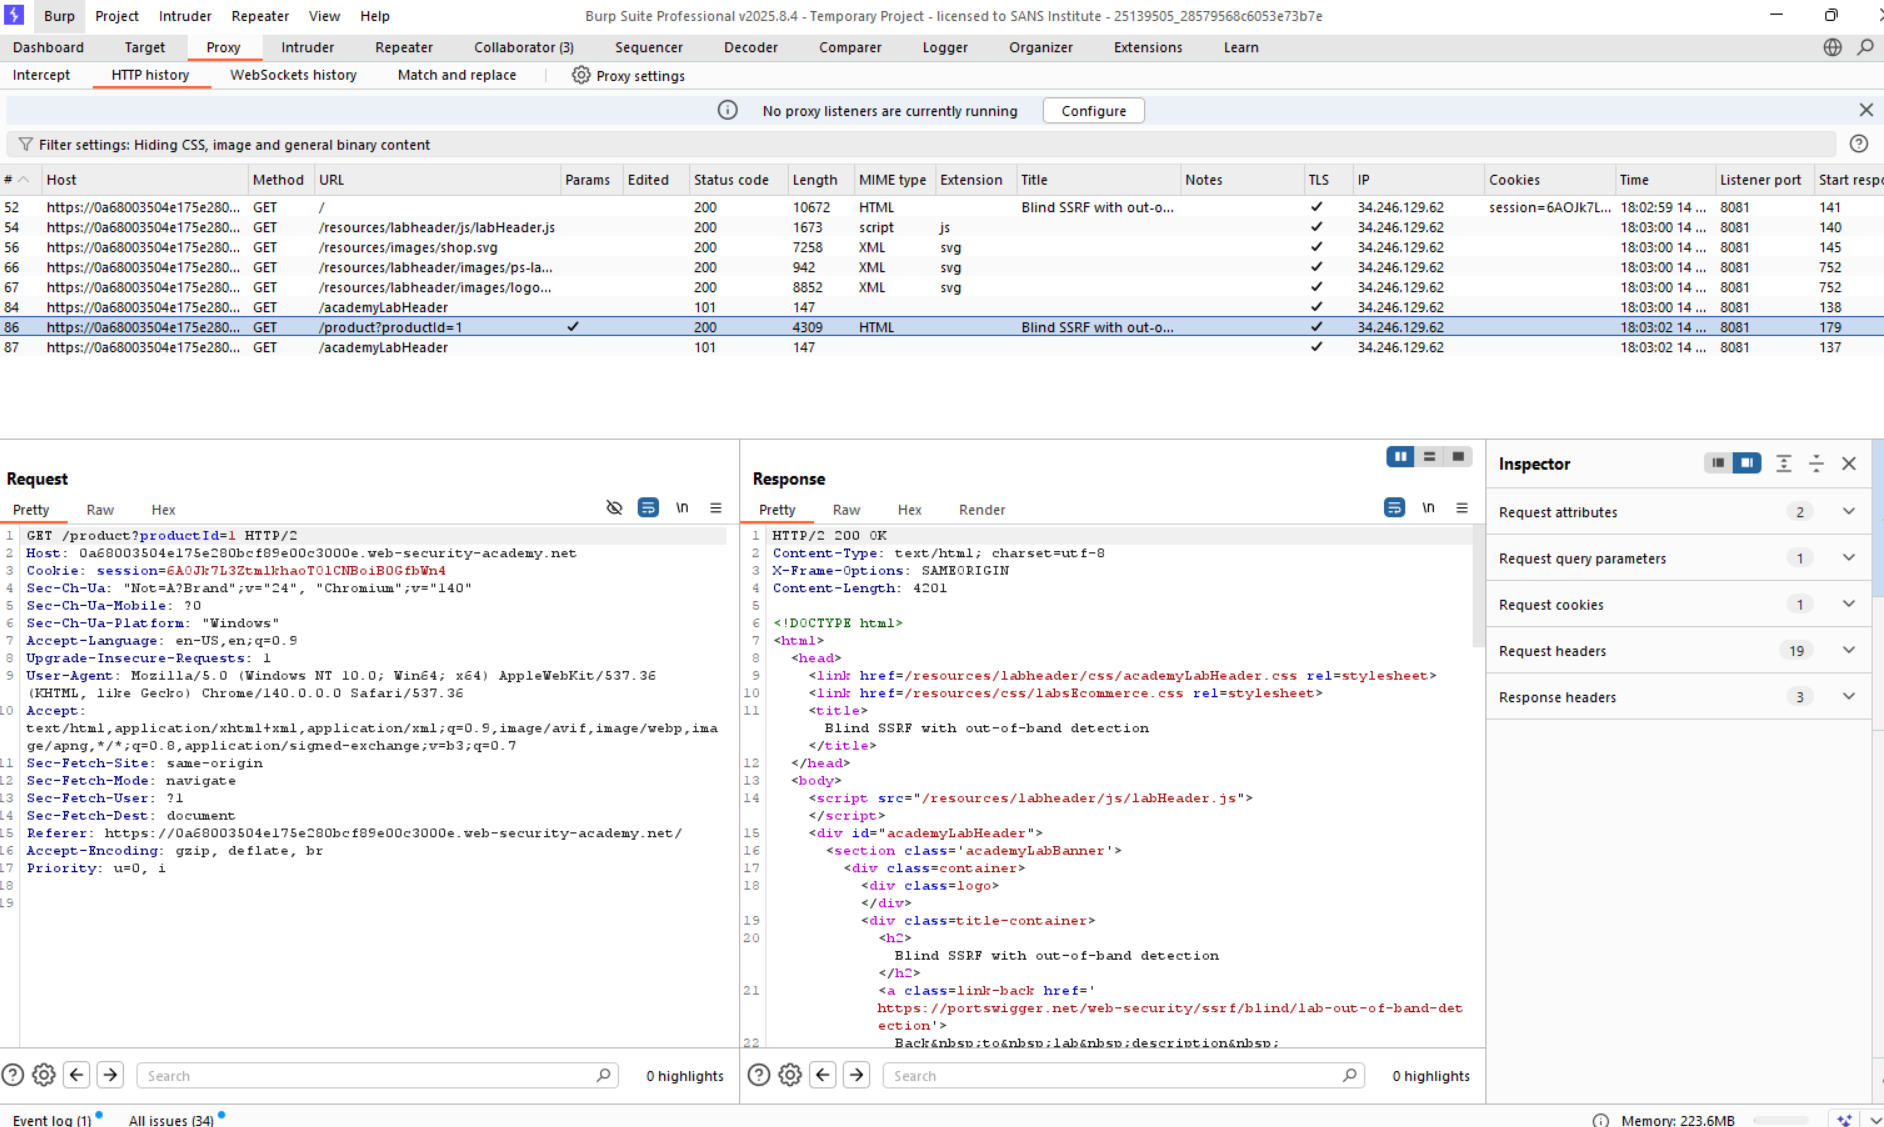 Burp Project Intruder Repeater View Help Burp Suite Professional v2025.8.4 - Temporary Project - licensed to SANS Institute - 25139505_28579568c6053e73b7e
Dashboard Target Proxy Intruder Repeater Collaborator (3) Sequencer Decoder Comparer Logger Organizer Extensions Learn
Intercept HTTP history WebSockets history Match and replace Proxy settings
No proxy listeners are currently running Configure
Filter settings: Hiding CSS, image and general binary content
# Host Method URL Params Edited Status code Length MIME type Extension Title Notes TLS IP Cookies Time Listener port Start respo
52 https://0a68003504e175e280... GET / 200 10672 HTML Blind SSRF with out-o... ✓ 34.246.129.62 session=6AOJk7L... 18:02:59 14 ... 8081 141
54 https://0a68003504e175e280... GET /resources/labheader/js/labHeader.js 200 1673 script js ✓ 34.246.129.62 18:03:00 14 ... 8081 140
56 https://0a68003504e175e280... GET /resources/images/shop.svg 200 7258 XML svg ✓ 34.246.129.62 18:03:00 14 ... 8081 145
66 https://0a68003504e175e280... GET /resources/labheader/images/ps-la... 200 942 XML svg ✓ 34.246.129.62 18:03:00 14 ... 8081 752
67 https://0a68003504e175e280... GET /resources/labheader/images/logo... 200 8852 XML svg ✓ 34.246.129.62 18:03:00 14 ... 8081 752
84 https://0a68003504e175e280... GET /academyLabHeader 101 147 ✓ 34.246.129.62 18:03:00 14 ... 8081 138
86 https://0a68003504e175e280... GET /product?productId=1 ✓ 200 4309 HTML Blind SSRF with out-o... ✓ 34.246.129.62 18:03:02 14 ... 8081 179
87 https://0a68003504e175e280... GET /academyLabHeader 101 147 ✓ 34.246.129.62 18:03:02 14 ... 8081 137
Request
Pretty Raw Hex \n
1 GET /product?productId=1 HTTP/2
2 Host: 0a68003504e175e280bcf89e00c3000e.web-security-academy.net
3 Cookie: session=6AOJk7L3ZtmlkhaoT01CNBoiB0GfbWn4
4 Sec-Ch-Ua: "Not=A?Brand";v="24", "Chromium";v="140"
5 Sec-Ch-Ua-Mobile: ?0
6 Sec-Ch-Ua-Platform: "Windows"
7 Accept-Language: en-US,en;q=0.9
8 Upgrade-Insecure-Requests: 1
9 User-Agent: Mozilla/5.0 (Windows NT 10.0; Win64; x64) AppleWebKit/537.36
(KHTML, like Gecko) Chrome/140.0.0.0 Safari/537.36
10 Accept:
text/html,application/xhtml+xml,application/xml;q=0.9,image/avif,image/webp,ima
ge/apng,*/*;q=0.8,application/signed-exchange;v=b3;q=0.7
11 Sec-Fetch-Site: same-origin
12 Sec-Fetch-Mode: navigate
13 Sec-Fetch-User: ?1
14 Sec-Fetch-Dest: document
15 Referer: https://0a68003504e175e280bcf89e00c3000e.web-security-academy.net/
16 Accept-Encoding: gzip, deflate, br
17 Priority: u=0, i
18
19
Search 0 highlights
Response
Pretty Raw Hex Render \n
1 HTTP/2 200 OK
2 Content-Type: text/html; charset=utf-8
3 X-Frame-Options: SAMEORIGIN
4 Content-Length: 4201
5
6 <!DOCTYPE html>
7 <html>
8 <head>
9 <link href=/resources/labheader/css/academyLabHeader.css rel=stylesheet>
10 <link href=/resources/css/labsEcommerce.css rel=stylesheet>
11 <title>
Blind SSRF with out-of-band detection
</title>
12 </head>
13 <body>
14 <script src="/resources/labheader/js/labHeader.js">
</script>
15 <div id="academyLabHeader">
16 <section class='academyLabBanner'>
17 <div class=container>
18 <div class=logo>
</div>
19 <div class=title-container>
20 <h2>
Blind SSRF with out-of-band detection
</h2>
21 <a class=link-back href='
https://portswigger.net/web-security/ssrf/blind/lab-out-of-band-det
ection'>
22 Back&nbsp;to&nbsp;lab&nbsp;description&nbsp;
Search 0 highlights
Inspector
Request attributes 2
Request query parameters 1
Request cookies 1
Request headers 19
Response headers 3
Event log (1) All issues (34) Memory: 223.6MB